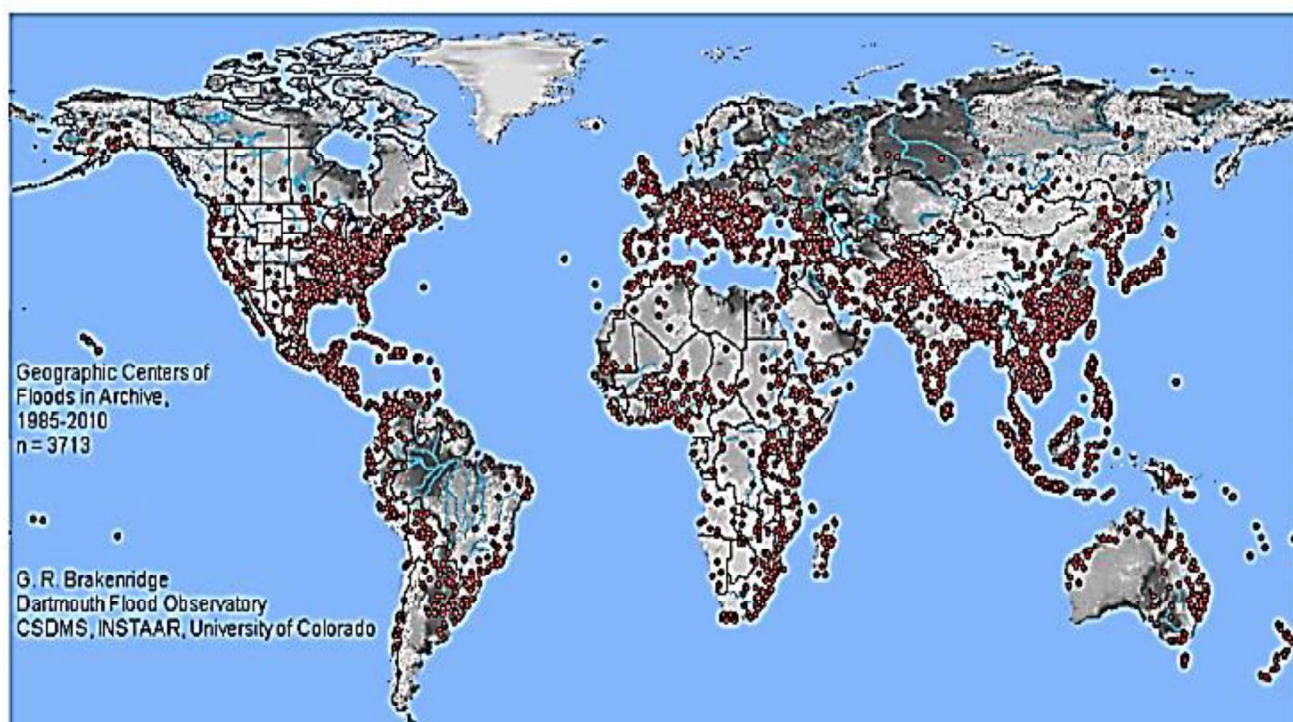 Geographic Centers of
Floods in Archive,
1985-2010
n = 3713
G. R. Brakenridge
Dartmouth Flood Observatory
CSDMS, INSTAAR, University of Colorado